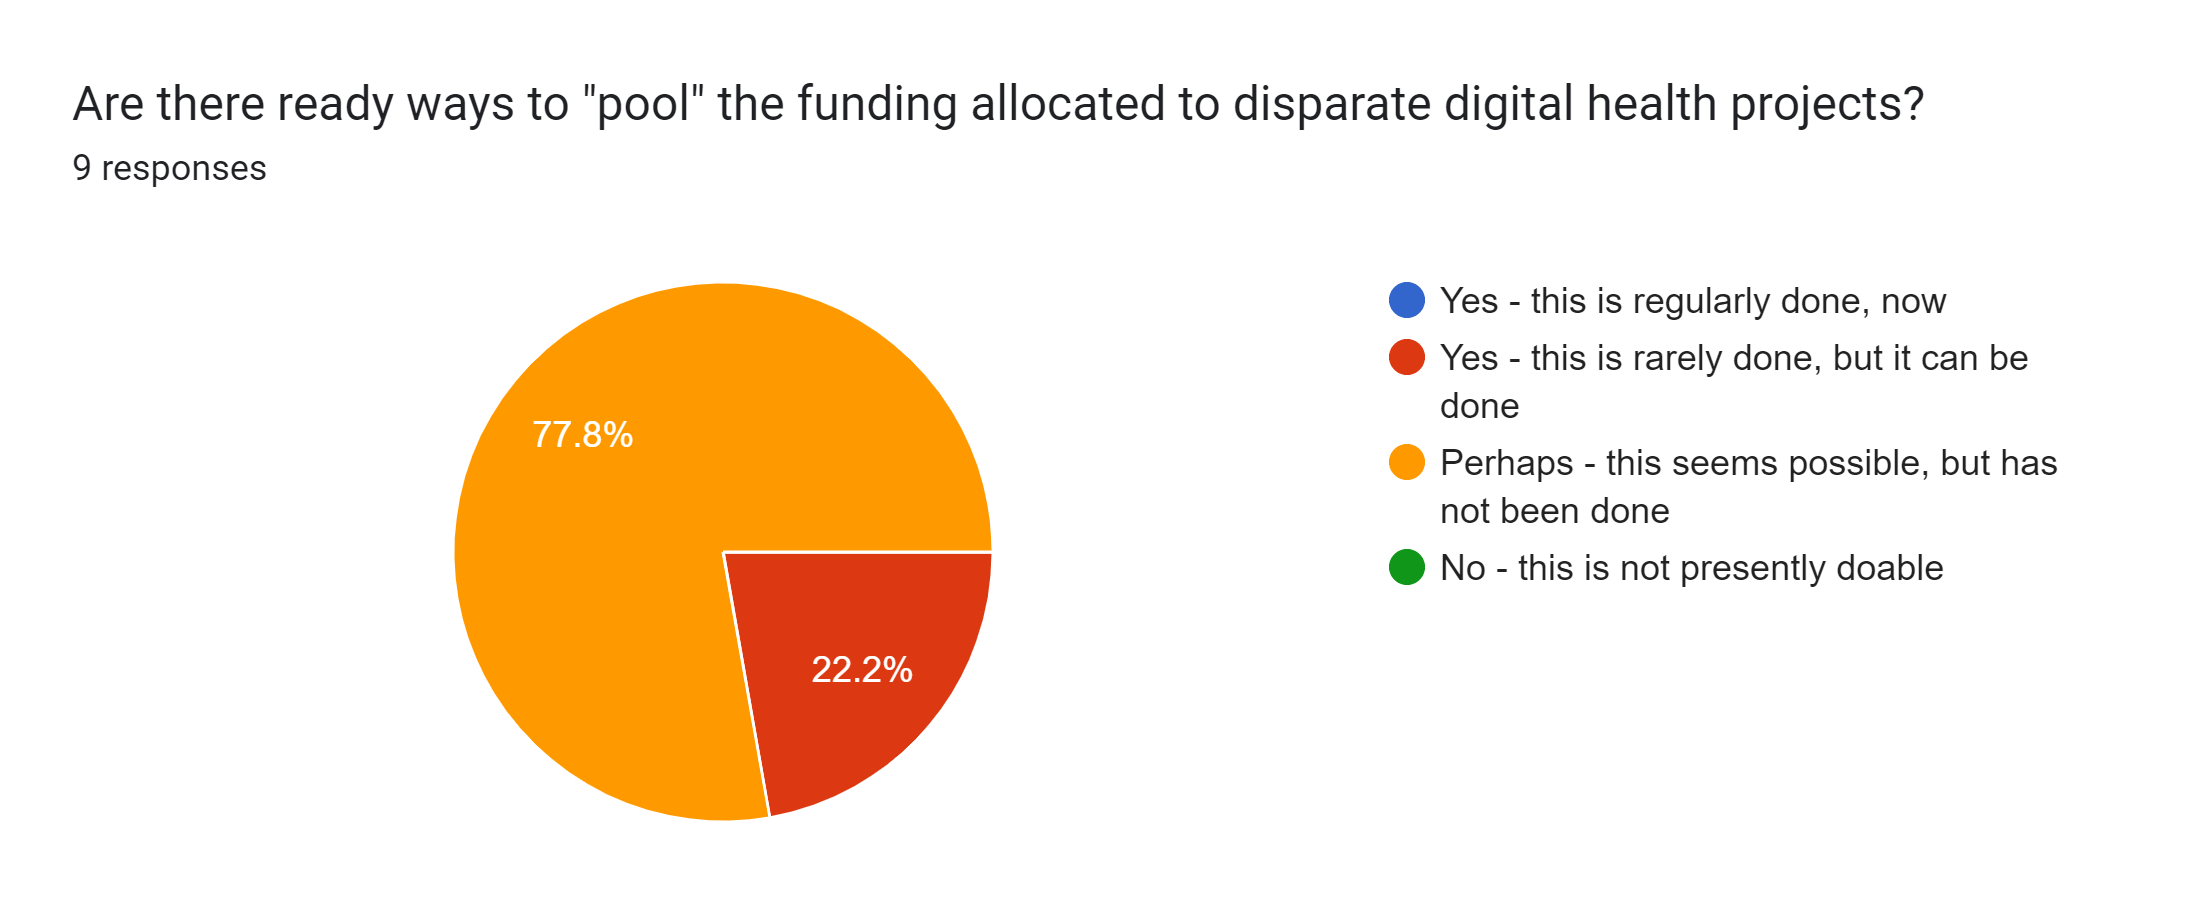 Are there ready ways to "pool" the funding allocated to disparate digital health projects?
9 responses
77.8%
22.2%
Yes - this is regularly done, now
Yes - this is rarely done, but it can be
done
Perhaps - this seems possible, but has
not been done
No - this is not presently doable